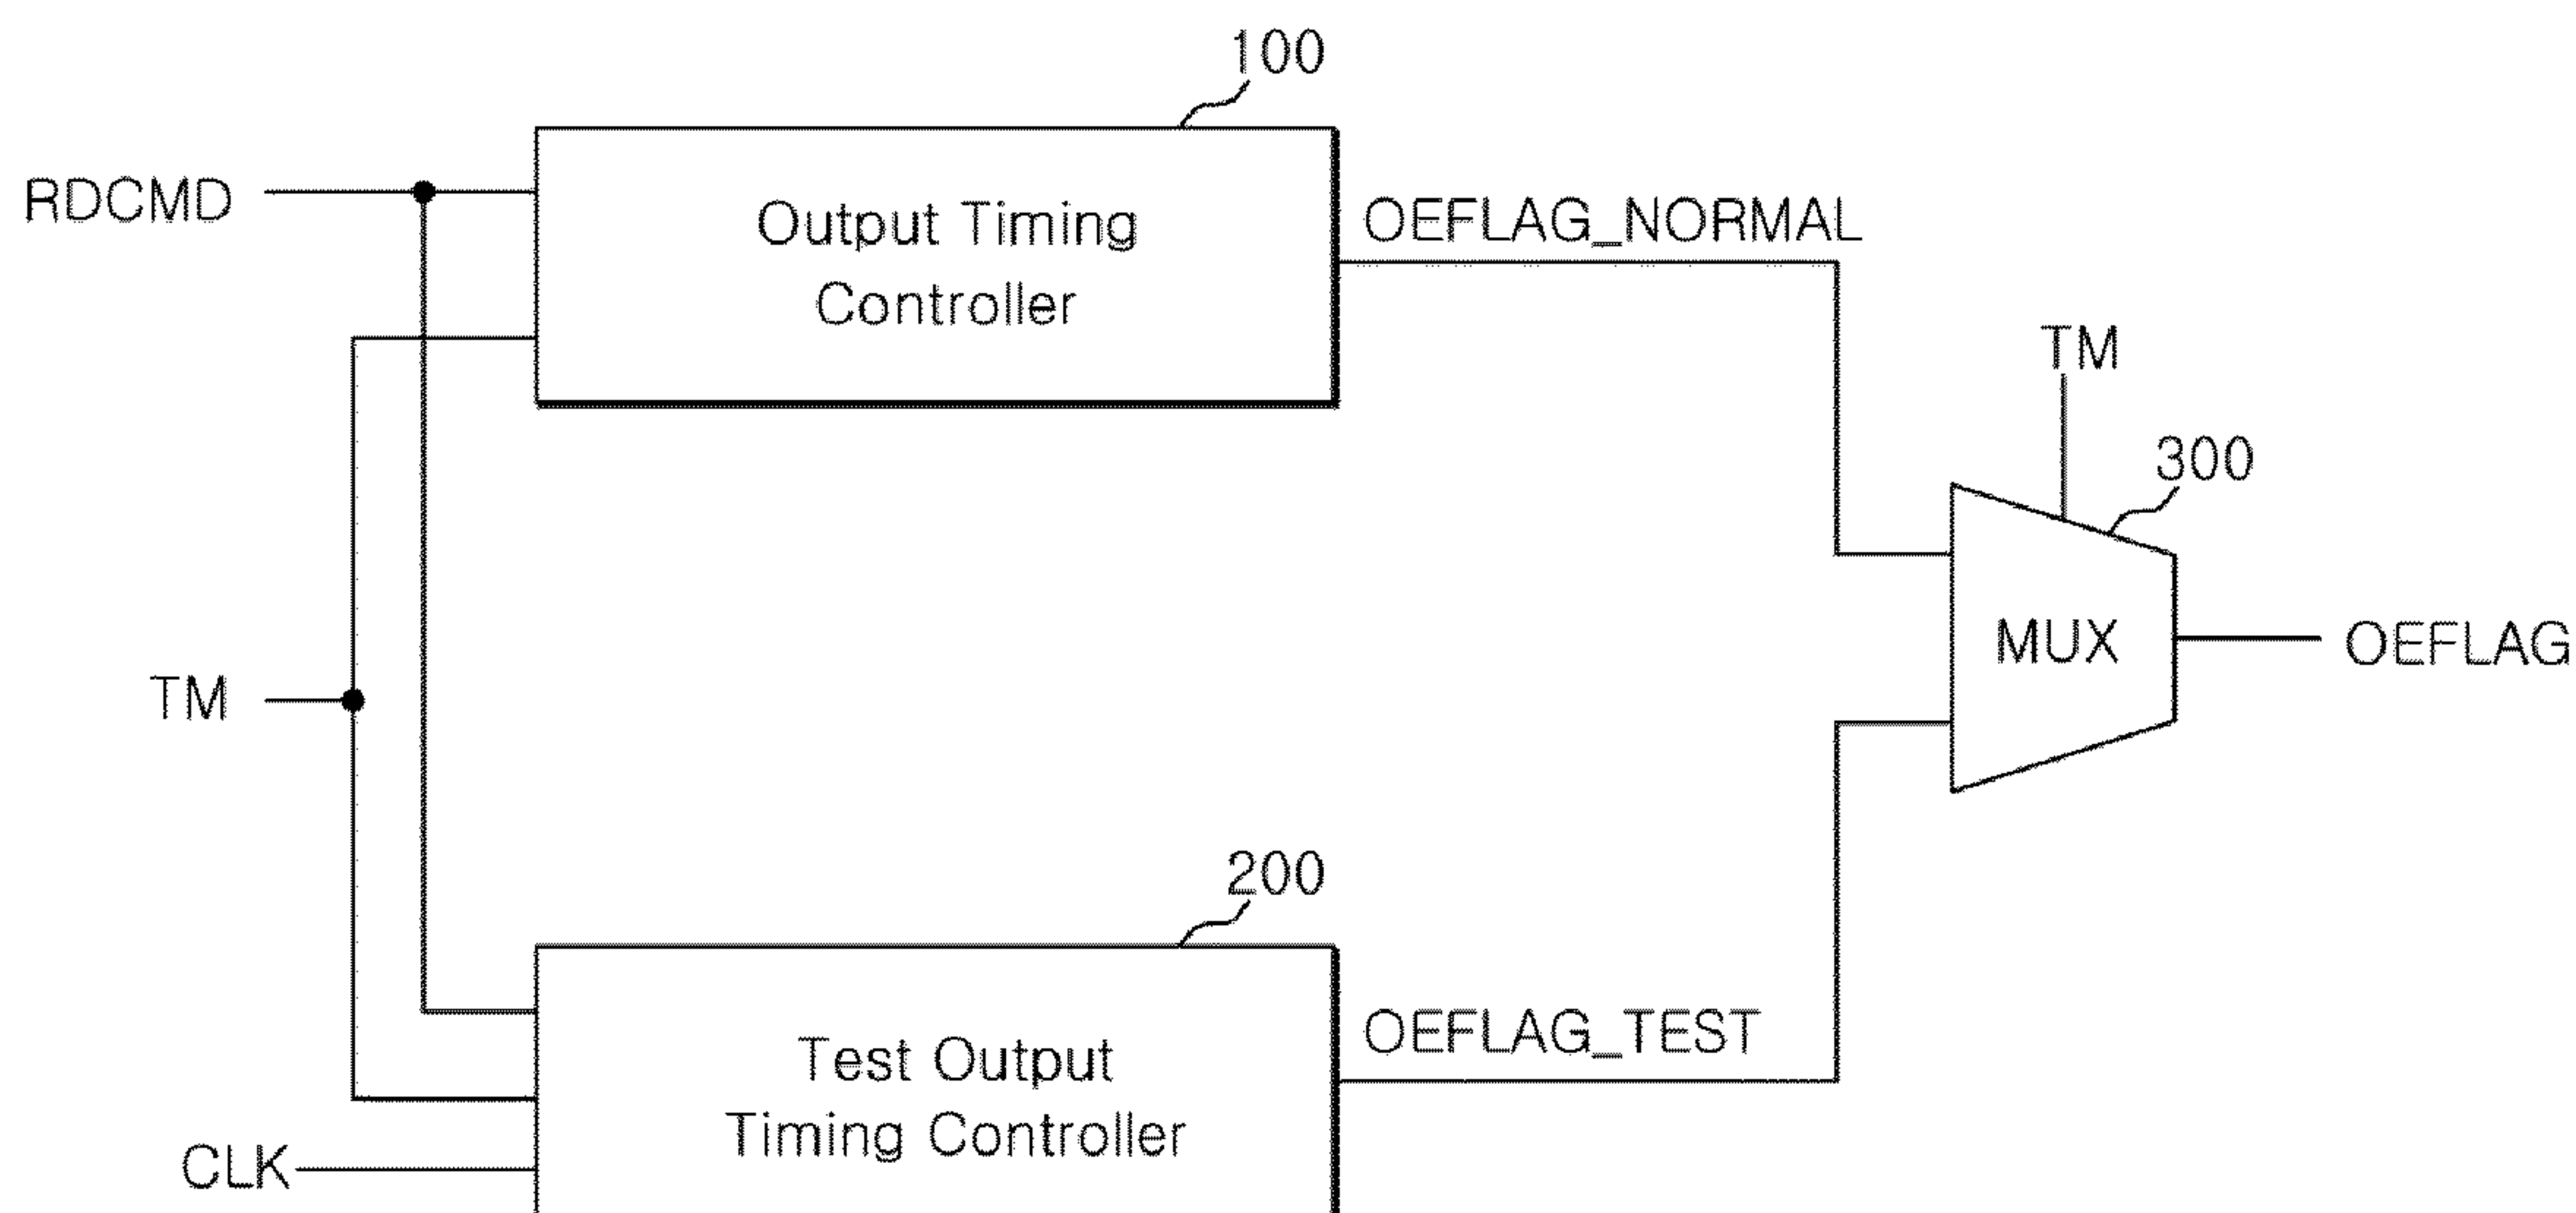 100
RDCMD
Output Timing
Controller
OEFLAG_NORMAL
TM
300
MUX
OEFLAG
TM
200
Test Output
Timing Controller
OEFLAG_TEST
CLK